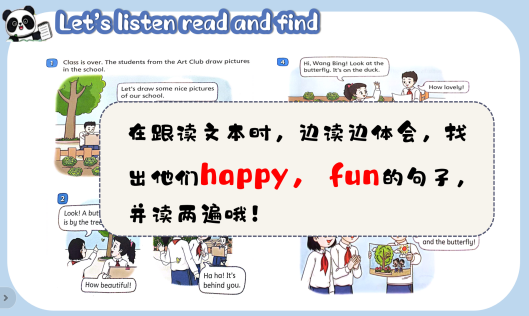 Let's listen read and find
1 Class is over. The students from the Art Club draw pictures
in the school.
Let's draw some nice pictures
of our school.
4
Hi, Wang Bing! Look at the
butterfly. It's on the duck.
How lovely!
在跟读文本时，边读边体会，找
出他们happy， fun的句子，
并读两遍哦！
2
Look! A but
is by the tree
How beautiful!
Ha ha! It's
behind you.
and the butterfly!